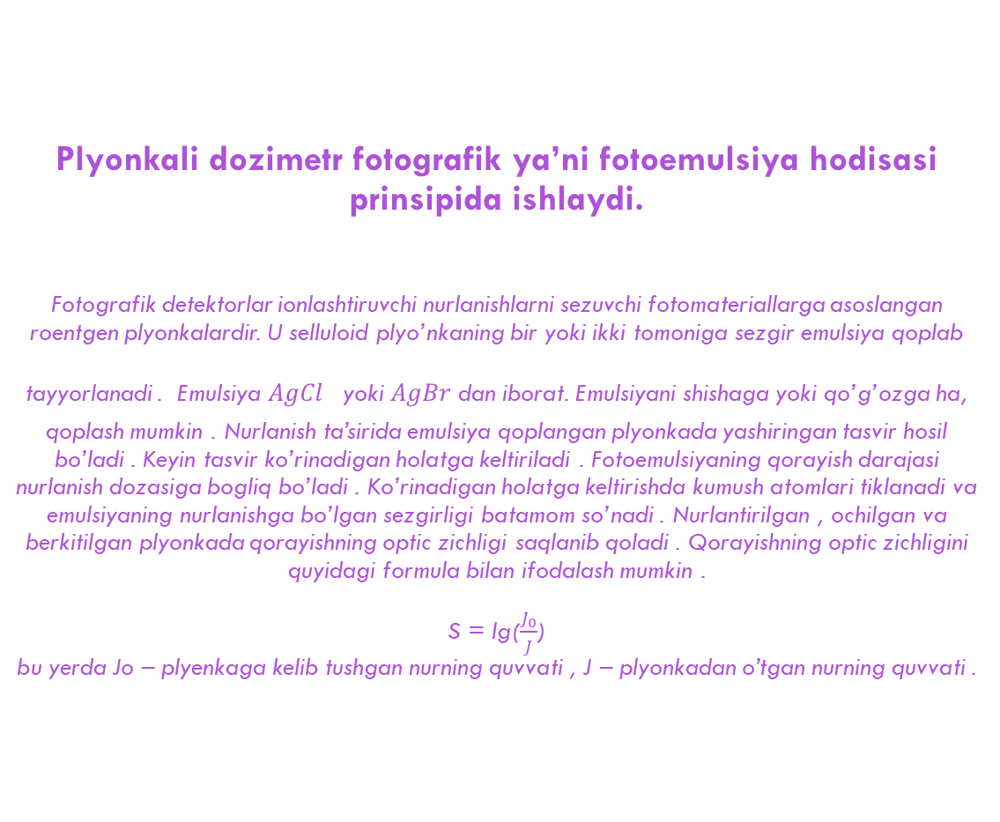 Plyonkali dozimetr fotografik ya’ni fotoemulsiya hodisasi
prinsipida ishlaydi.
Fotografik detektorlar ionlashtiruvchi nurlanishlarni sezuvchi fotomateriallarga asoslangan
roentgen plyonkalardir. U selluloid plyo’nkaning bir yoki ikki tomoniga sezgir emulsiya qoplab
tayyorlanadi . Emulsiya AgCl yoki AgBr dan iborat. Emulsiyani shishaga yoki qo’g’ozga ha,
qoplash mumkin . Nurlanish ta’sirida emulsiya qoplangan plyonkada yashiringan tasvir hosil
bo’ladi . Keyin tasvir ko’rinadigan holatga keltiriladi . Fotoemulsiyaning qorayish darajasi
nurlanish dozasiga bogliq bo’ladi . Ko’rinadigan holatga keltirishda kumush atomlari tiklanadi va
emulsiyaning nurlanishga bo’lgan sezgirligi batamom so’nadi . Nurlantirilgan , ochilgan va
berkitilgan plyonkada qorayishning optic zichligi saqlanib qoladi . Qorayishning optic zichligini
quyidagi formula bilan ifodalash mumkin .
S = lg(J₀/J)
bu yerda Jo – plyenkaga kelib tushgan nurning quvvati , J – plyonkadan o’tgan nurning quvvati .